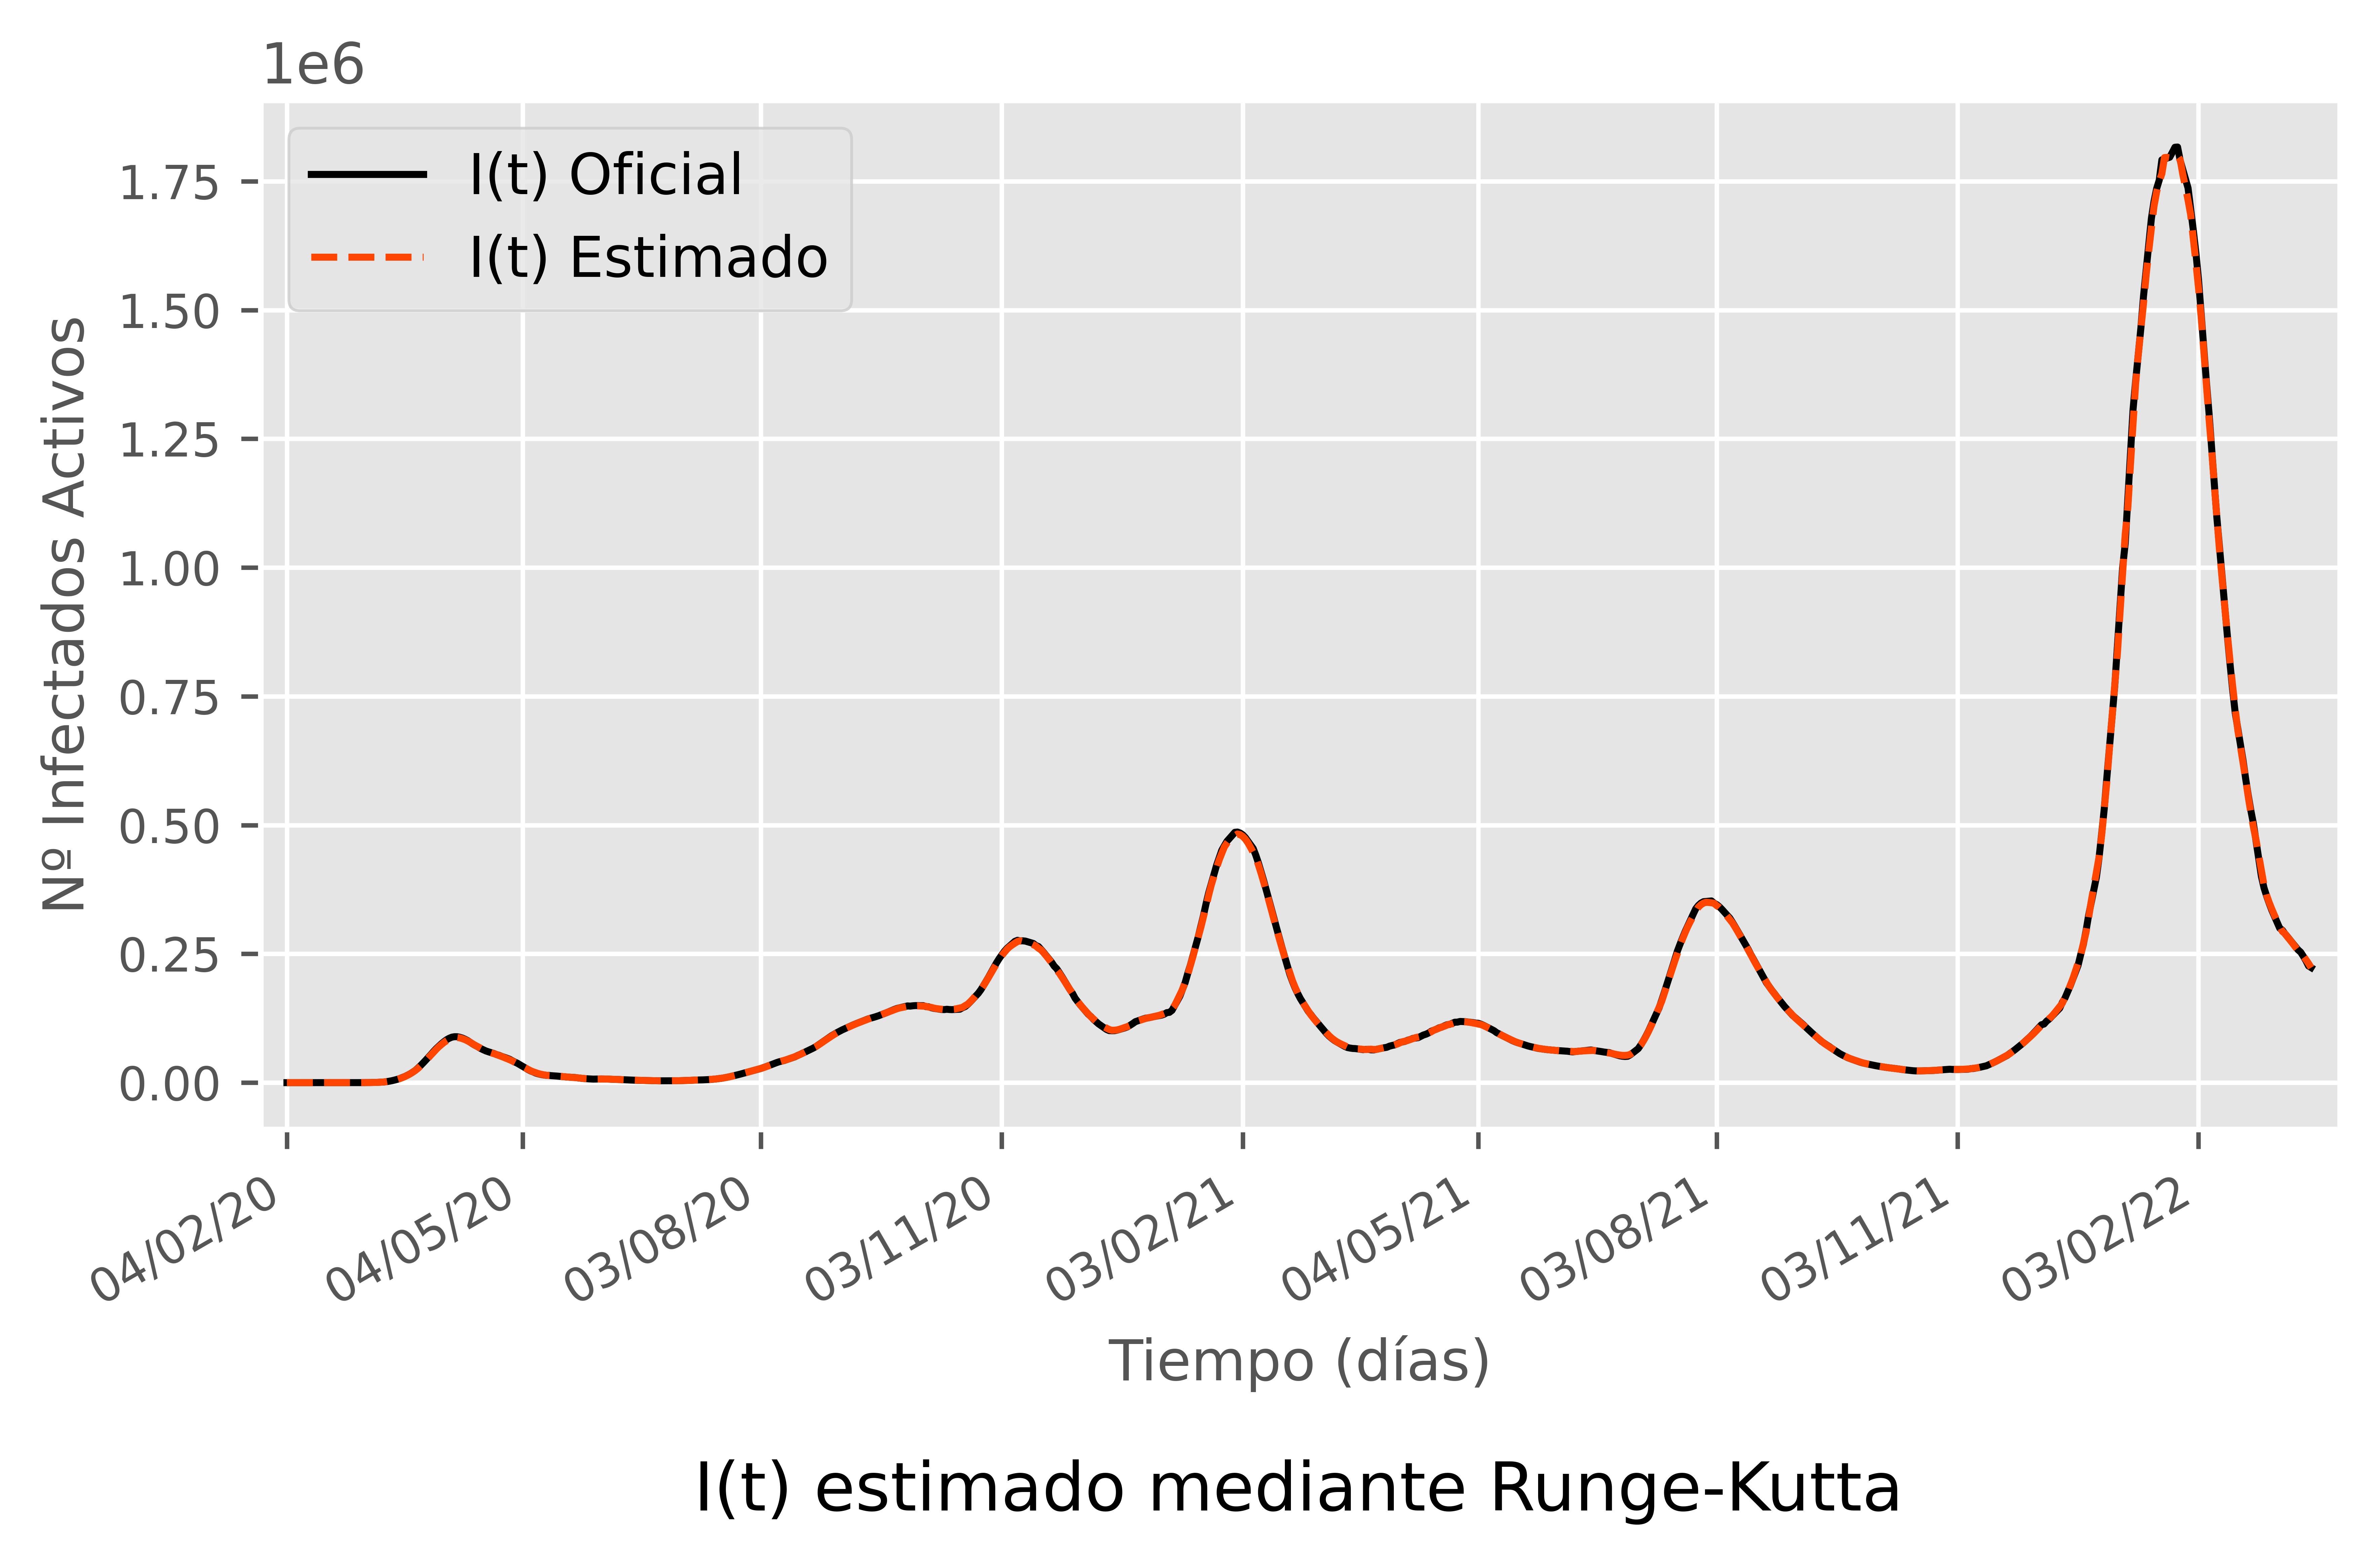 1e6
I(t) Oficial
I(t) Estimado
Nº Infectados Activos
1.75
1.50
1.25
1.00
0.75
0.50
0.25
0.00
04/02/20
04/05/20
03/08/20
03/11/20
03/02/21
04/05/21
03/08/21
03/11/21
03/02/22
Tiempo (días)
I(t) estimado mediante Runge-Kutta